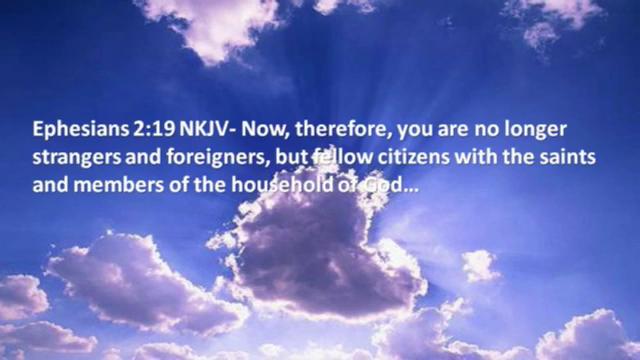 Ephesians 2:19 NKJV- Now, therefore, you are no longer
strangers and foreigners, but fellow citizens with the saints
and members of the household of God…